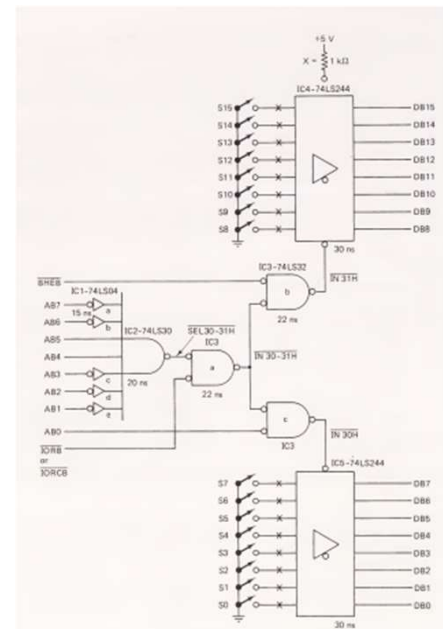 +5 V
X = 1 kΩ
IC4-74LS244
S15 DB15
S14 DB14
S13 DB13
S12 DB12
S11 DB11
S10 DB10
S9 DB9
S8 DB8
30 ns
IC3-74LS32
IN 31H
BHEB
b
22 ns
IC1-74LS04
AB7
15 ns a
AB6 b
IC2-74LS30
SEL30-31H
AB5
IC3
AB4
a
IN 30-31H
AB3 c
20 ns
22 ns
AB2 d
AB1 e
c
AB0
IC3
IN 30H
IORB
or
IORCB
IC5-74LS244
S7 DB7
S6 DB6
S5 DB5
S4 DB4
S3 DB3
S2 DB2
S1 DB1
S0 DB0
30 ns